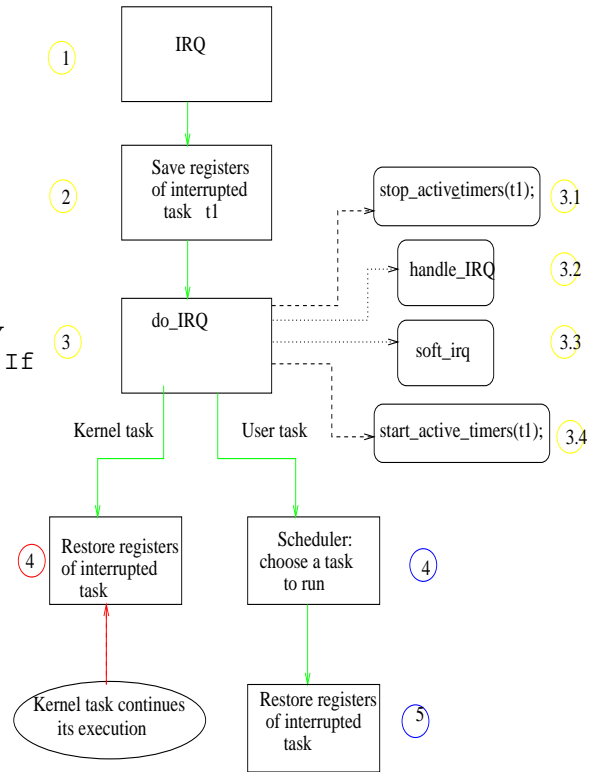 1
IRQ
2
Save registers
of interrupted
task t1
stop_activetimers(t1);
3.1
handle_IRQ
3.2
Y
If
3
do_IRQ
soft_irq
3.3
Kernel task
User task
start_active_timers(t1);
3.4
4
Restore registers
of interrupted
task
Scheduler:
choose a task
to run
4
Kernel task continues
its execution
Restore registers
of interrupted
task
5